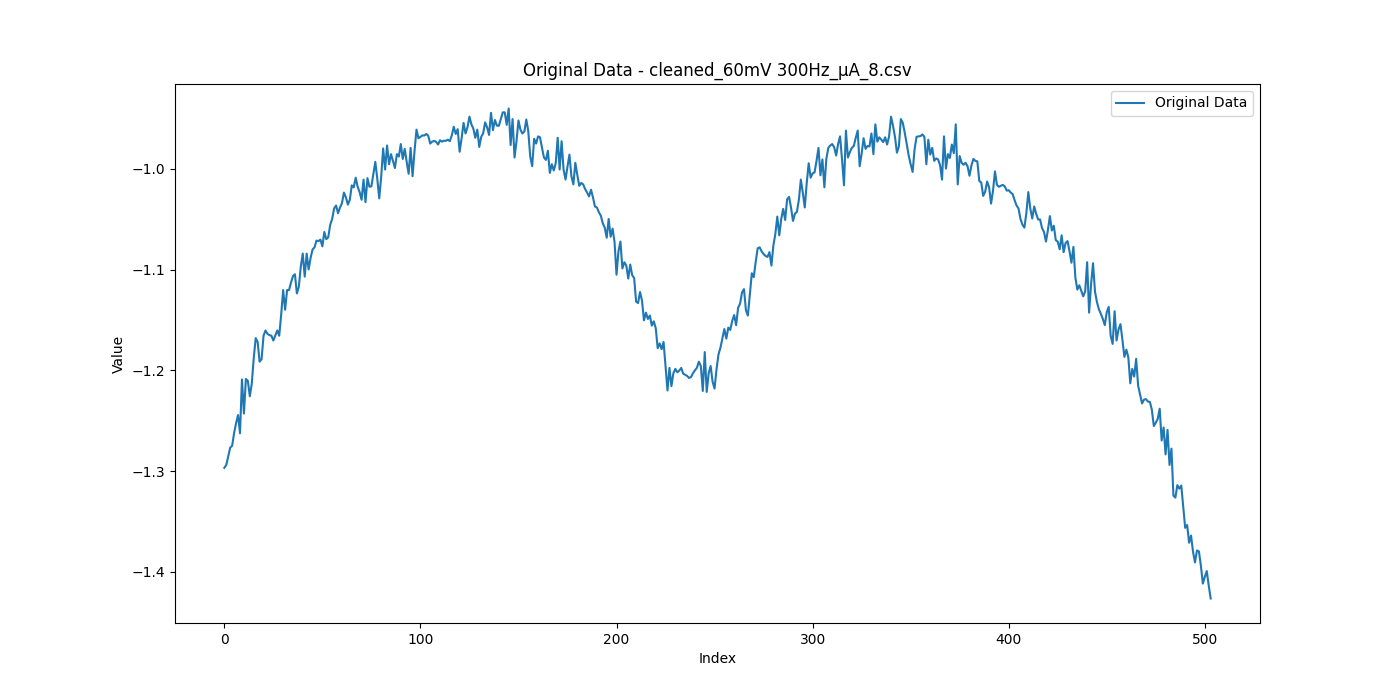 Original Data - cleaned_60mV 300Hz_μA_8.csv
Original Data
Value
−1.0
−1.1
−1.2
−1.3
−1.4
0
100
200
300
400
500
Index